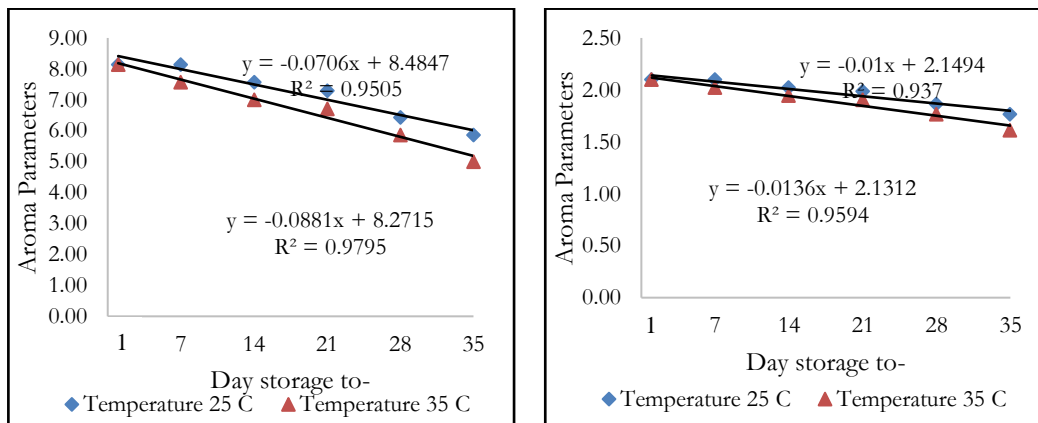 9.00
8.00
7.00
6.00
5.00
4.00
3.00
2.00
1.00
0.00
Aroma Parameters
y = -0.0706x + 8.4847
R² = 0.9505
y = -0.0881x + 8.2715
R² = 0.9795
1 7 14 21 28 35
Day storage to-
Temperature 25 C Temperature 35 C
2.50
2.00
1.50
1.00
0.50
0.00
Aroma Parameters
y = -0.01x + 2.1494
R² = 0.937
y = -0.0136x + 2.1312
R² = 0.9594
1 7 14 21 28 35
Day storage to-
Temperature 25 C Temperature 35 C